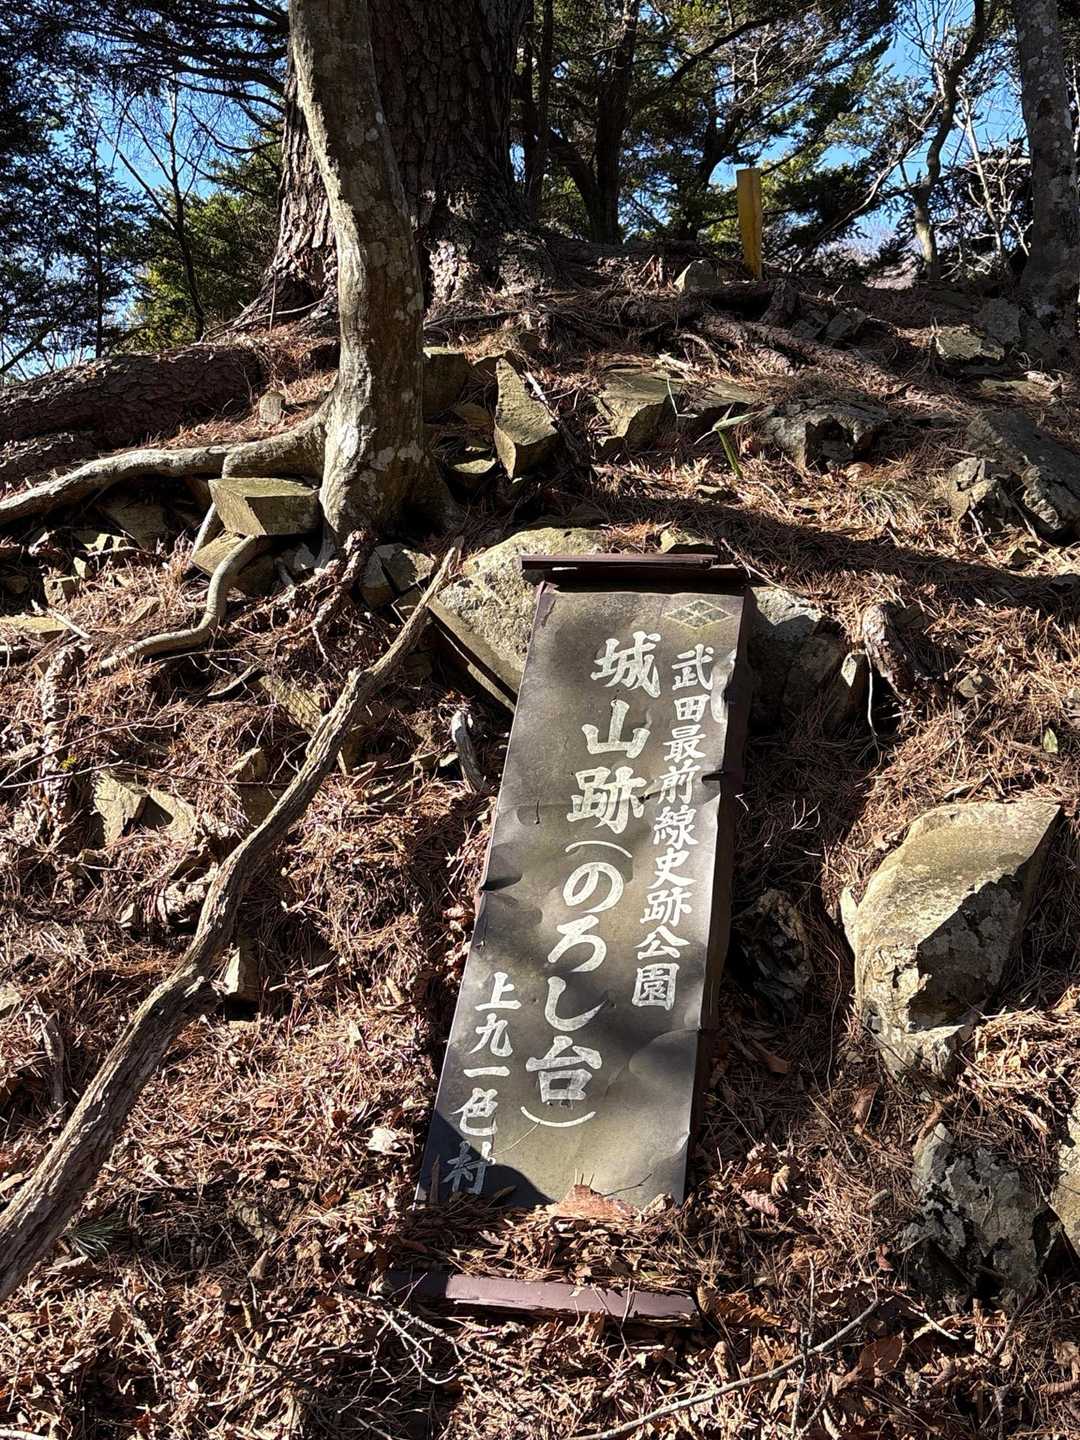 武田最前線史跡公園
城山跡(のろし台)
上九一色村